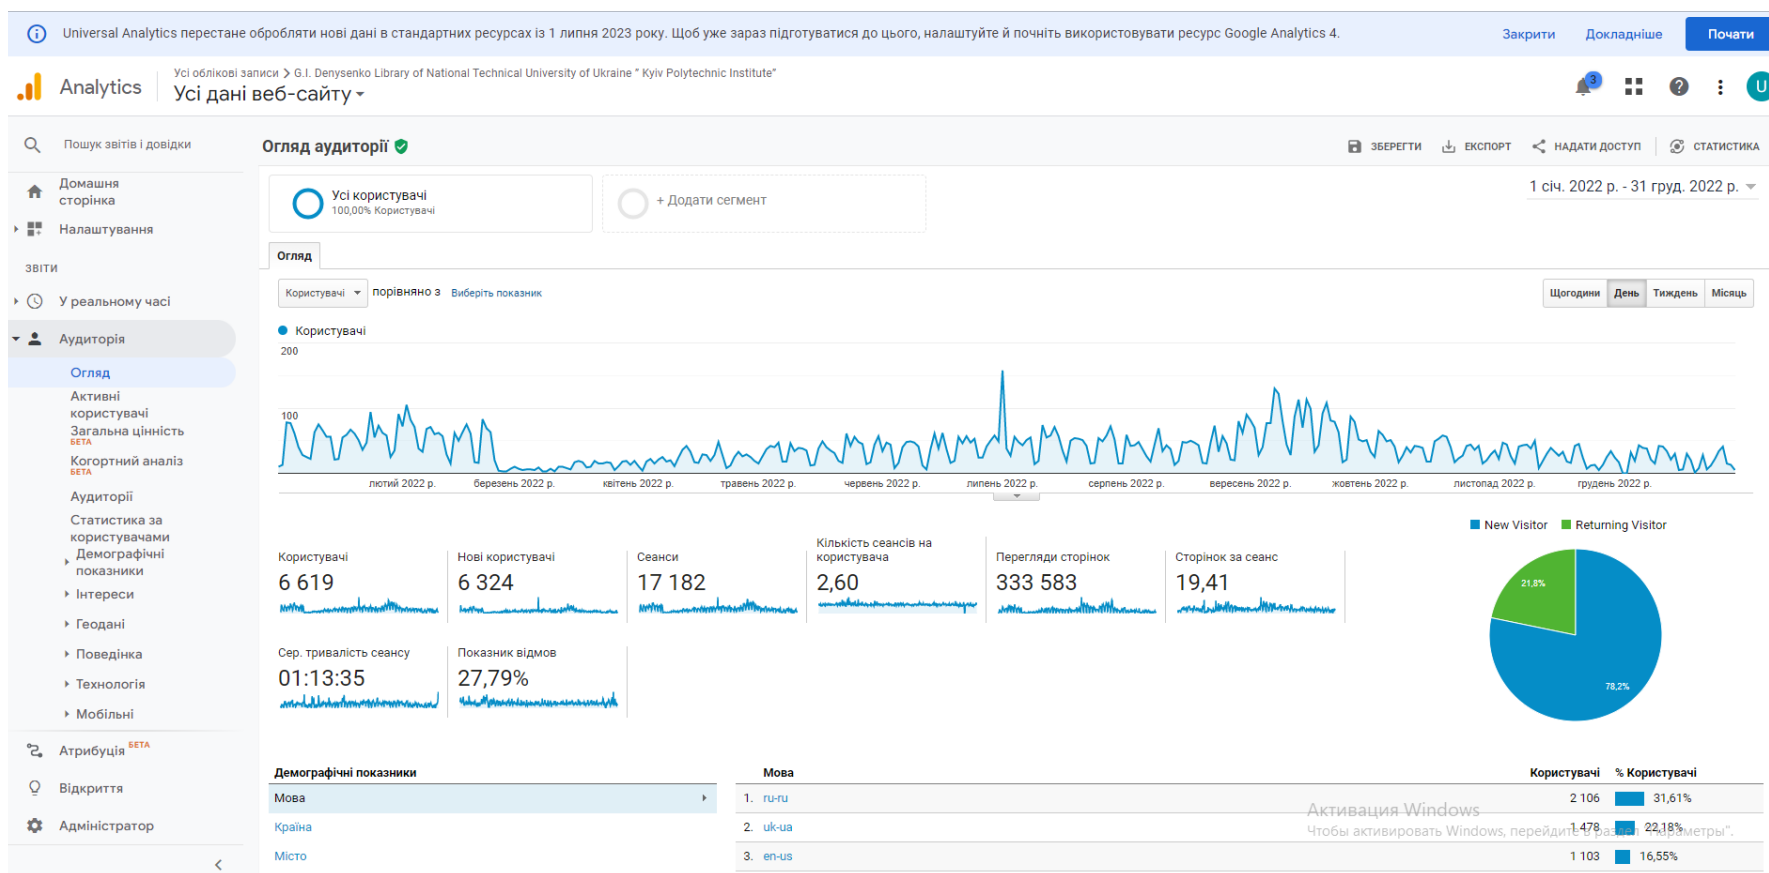 Universal Analytics перестане обробляти нові дані в стандартних ресурсах із 1 липня 2023 року. Щоб уже зараз підготуватися до цього, налаштуйте й почніть використовувати ресурс Google Analytics 4.
Закрити
Докладніше
Почати
Analytics
Усі облікові записи > G.I. Denysenko Library of National Technical University of Ukraine " Kyiv Polytechnic Institute"
Усі дані веб-сайту
3
U
Пошук звітів і довідки
Домашня
сторінка
Налаштування
ЗВІТИ
У реальному часі
Аудиторія
Огляд
Активні
користувачі
Загальна цінність
БЕТА
Когортний аналіз
БЕТА
Аудиторії
Статистика за
користувачами
Демографічні
показники
Інтереси
Геодані
Поведінка
Технологія
Мобільні
Атрибуція БЕТА
Відкриття
Адміністратор
Огляд аудиторії
ЗБЕРЕГТИ
ЕКСПОРТ
НАДАТИ ДОСТУП
СТАТИСТИКА
Усі користувачі
100,00% Користувачі
+ Додати сегмент
1 січ. 2022 р. - 31 груд. 2022 р.
Огляд
Користувачі порівняно з Виберіть показник
Щогодини День Тиждень Місяць
Користувачі
200
100
лютий 2022 р. березень 2022 р. квітень 2022 р. травень 2022 р. червень 2022 р. липень 2022 р. серпень 2022 р. вересень 2022 р. жовтень 2022 р. листопад 2022 р. грудень 2022 р.
New Visitor Returning Visitor
21,8%
78,2%
Користувачі
6 619
Нові користувачі
6 324
Сеанси
17 182
Кількість сеансів на
користувача
2,60
Перегляди сторінок
333 583
Сторінок за сеанс
19,41
Сер. тривалість сеансу
01:13:35
Показник відмов
27,79%
Демографічні показники
Мова
Країна
Місто
Мова Користувачі % Користувачі
1. ru-ru 2 106 31,61%
2. uk-ua 1 478 22,18%
3. en-us 1 103 16,55%
Активация Windows
Чтобы активировать Windows, перейдите в раздел "Параметры".